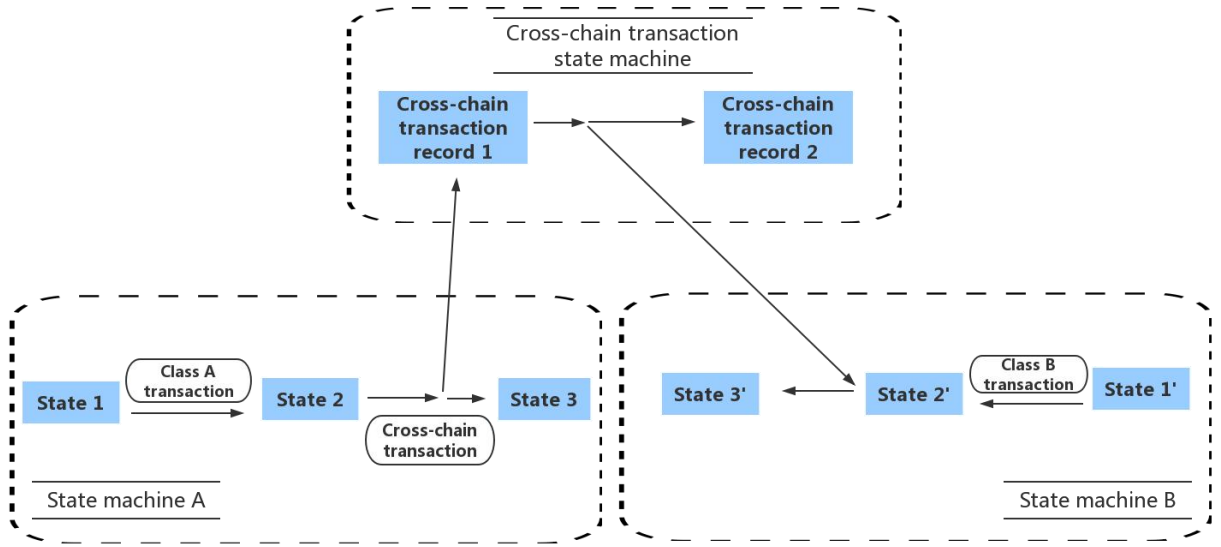 Cross-chain transaction
state machine
Cross-chain
transaction
record 1
Cross-chain
transaction
record 2
Class A
transaction
State 1
State 2
State 3
Cross-chain
transaction
State machine A
State 3'
State 2'
Class B
transaction
State 1'
State machine B